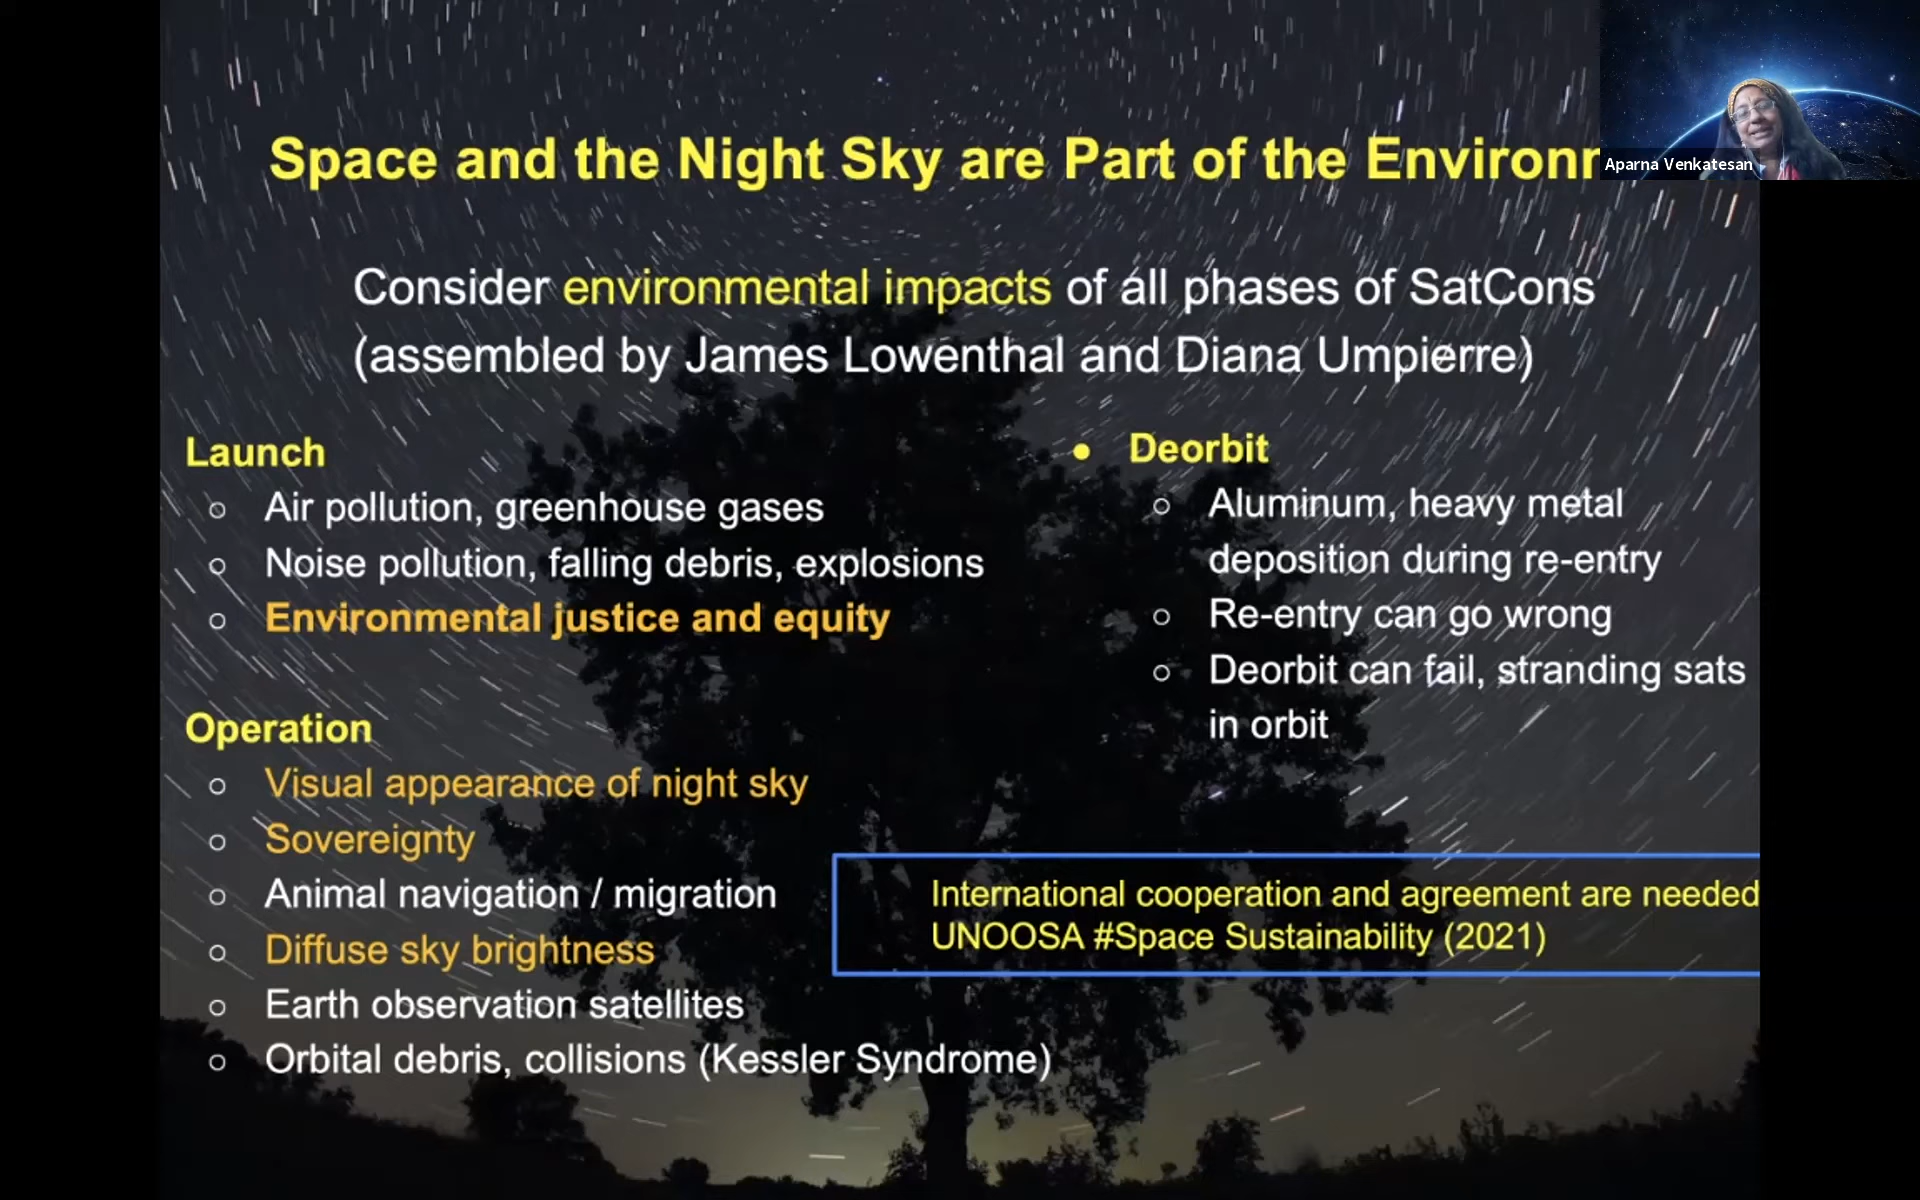 Space and the Night Sky are Part of the Environ
Aparna Venkatesan
Consider environmental impacts of all phases of SatCons
(assembled by James Lowenthal and Diana Umpierre)
Launch
Air pollution, greenhouse gases
Noise pollution, falling debris, explosions
Environmental justice and equity
Operation
Visual appearance of night sky
Sovereignty
Animal navigation / migration
Diffuse sky brightness
Earth observation satellites
Orbital debris, collisions (Kessler Syndrome)
Deorbit
Aluminum, heavy metal
deposition during re-entry
Re-entry can go wrong
Deorbit can fail, stranding sats
in orbit
International cooperation and agreement are needed
UNOOSA #Space Sustainability (2021)